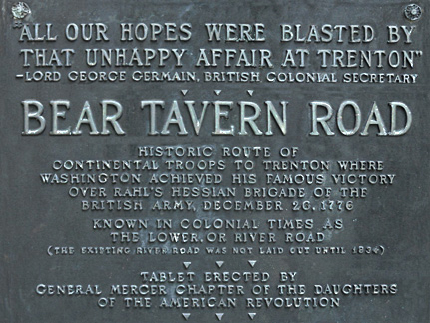 "ALL OUR HOPES WERE BLASTED BY
THAT UNHAPPY AFFAIR AT TRENTON"
-LORD GEORGE GERMAIN, BRITISH COLONIAL SECRETARY
BEAR TAVERN ROAD
HISTORIC ROUTE OF
CONTINENTAL TROOPS TO TRENTON WHERE
WASHINGTON ACHIEVED HIS FAMOUS VICTORY
OVER RAHL'S HESSIAN BRIGADE OF THE
BRITISH ARMY, DECEMBER 26, 1776
KNOWN IN COLONIAL TIMES AS
THE LOWER OR RIVER ROAD
(THE EXISTING RIVER ROAD WAS NOT LAID OUT UNTIL 1834)
TABLET ERECTED BY
GENERAL MERCER CHAPTER OF THE DAUGHTERS
OF THE AMERICAN REVOLUTION